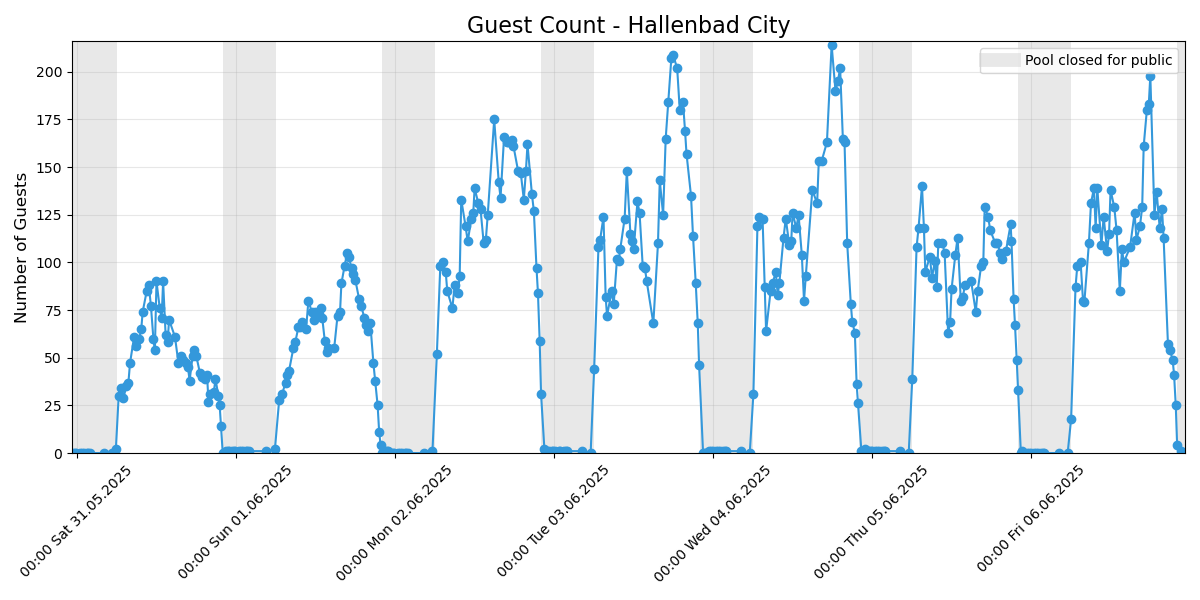 Guest Count - Hallenbad City
Pool closed for public
Number of Guests
200
175
150
125
100
75
50
25
0
00:00 Sat 31.05.2025
00:00 Sun 01.06.2025
00:00 Mon 02.06.2025
00:00 Tue 03.06.2025
00:00 Wed 04.06.2025
00:00 Thu 05.06.2025
00:00 Fri 06.06.2025